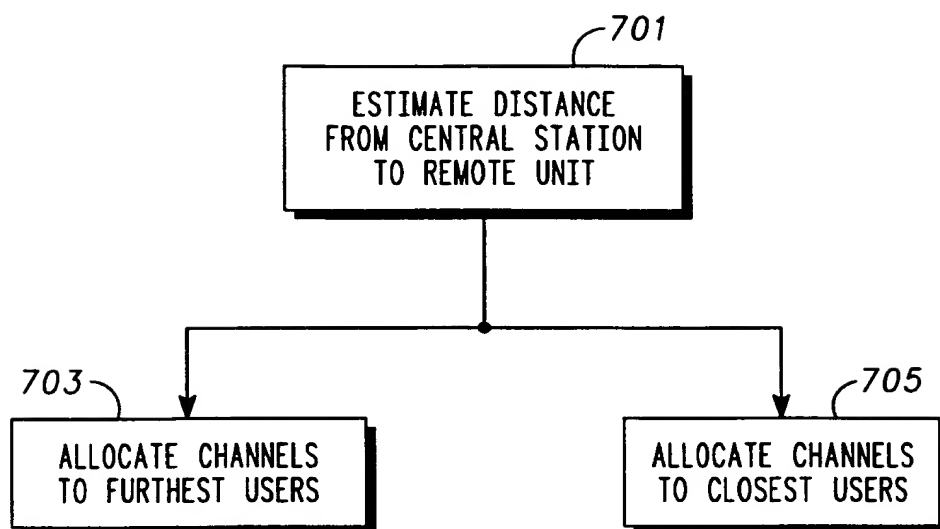 701
ESTIMATE DISTANCE
FROM CENTRAL STATION
TO REMOTE UNIT
703
ALLOCATE CHANNELS
TO FURTHEST USERS
705
ALLOCATE CHANNELS
TO CLOSEST USERS